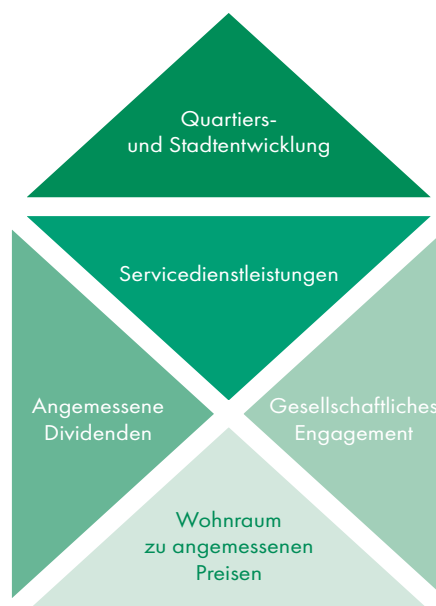 Quartiers-
und Stadtentwicklung
Servicedienstleistungen
Angemessene
Dividenden
Gesellschaftliches
Engagement
Wohnraum
zu angemessenen
Preisen